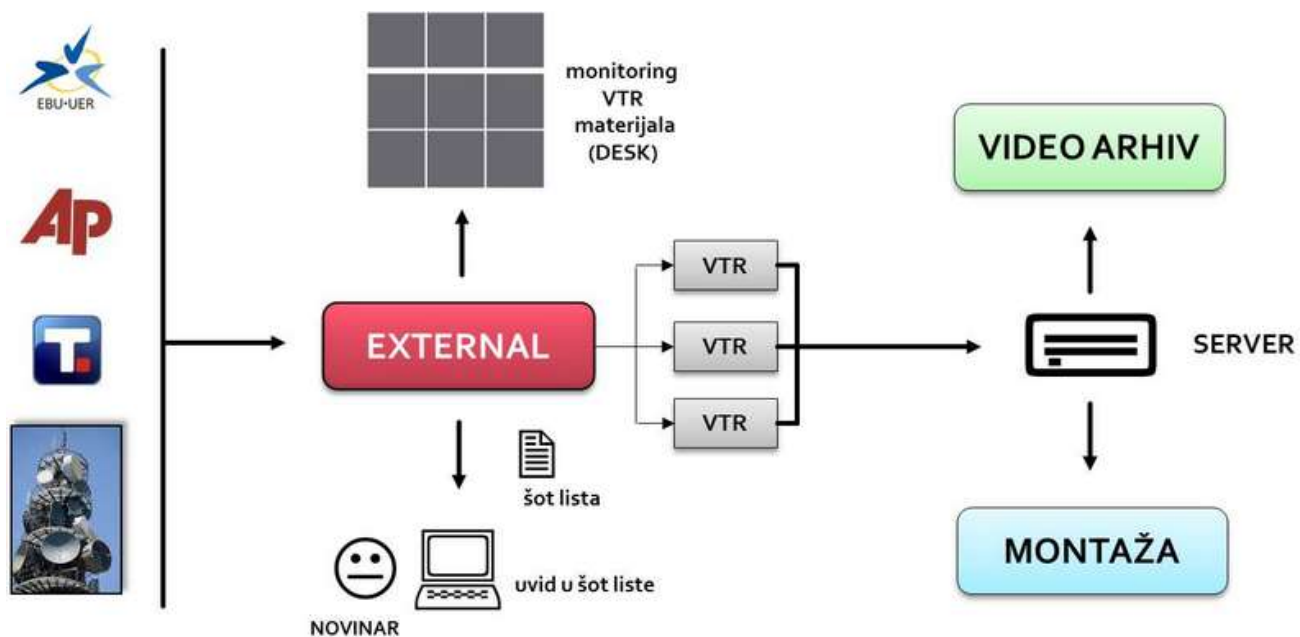 EBU·UER
AP
T.
monitoring
VTR
materijala
(DESK)
EXTERNAL
VTR
VTR
VTR
VIDEO ARHIV
SERVER
MONTAŽA
šot lista
uvid u šot liste
NOVINAR